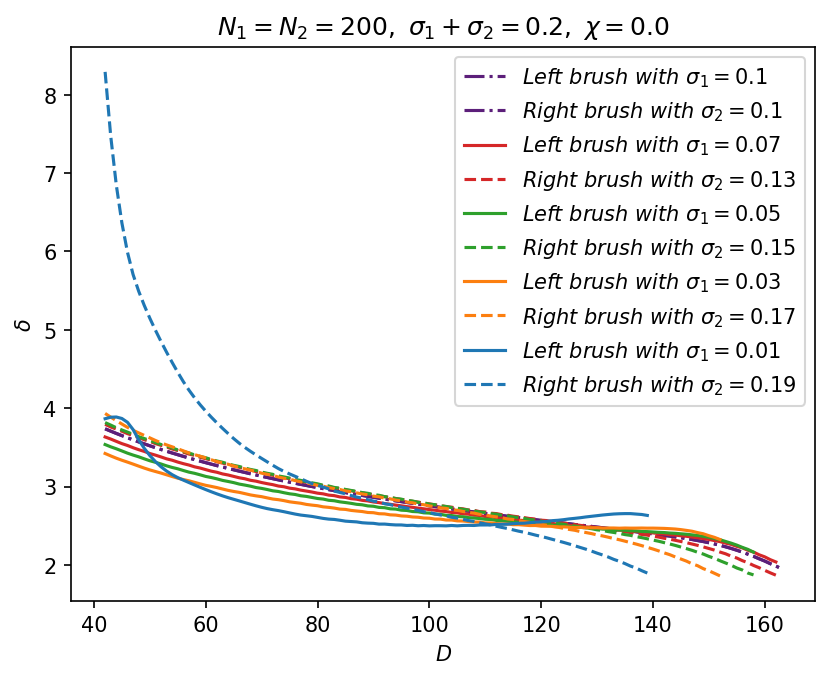 N₁ = N₂ = 200, σ₁ + σ₂ = 0.2, χ = 0.0
Left brush with σ₁ = 0.1
Right brush with σ₂ = 0.1
Left brush with σ₁ = 0.07
Right brush with σ₂ = 0.13
Left brush with σ₁ = 0.05
Right brush with σ₂ = 0.15
Left brush with σ₁ = 0.03
Right brush with σ₂ = 0.17
Left brush with σ₁ = 0.01
Right brush with σ₂ = 0.19
8
7
6
5
4
3
2
δ
40 60 80 100 120 140 160
D